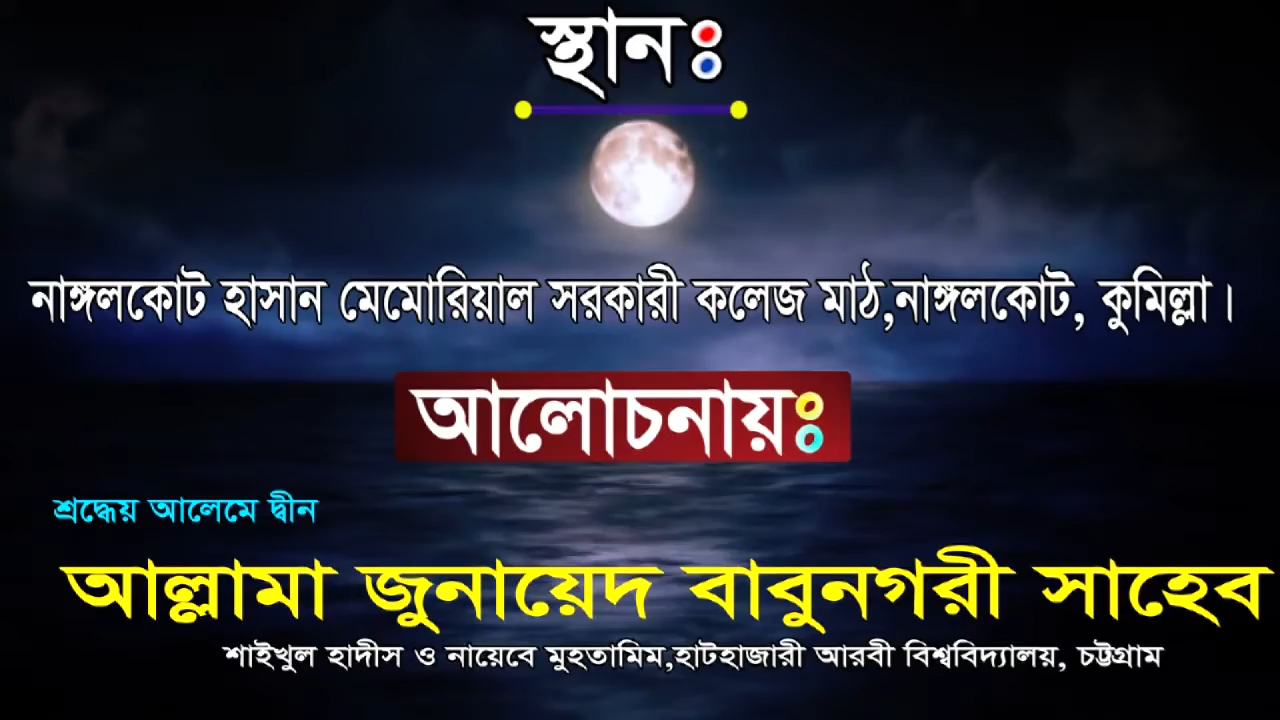 স্থানঃ
নাঙ্গলকোট হাসান মেমোরিয়াল সরকারী কলেজ মাঠ,নাঙ্গলকোট, কুমিল্লা।
আলোচনায়ঃ
শ্রদ্ধেয় আলেমে দ্বীন
আল্লামা জুনায়েদ বাবুনগরী সাহেব
শাইখুল হাদীস ও নায়েবে মুহতামিম,হাটহাজারী আরবী বিশ্ববিদ্যালয়, চট্টগ্রাম